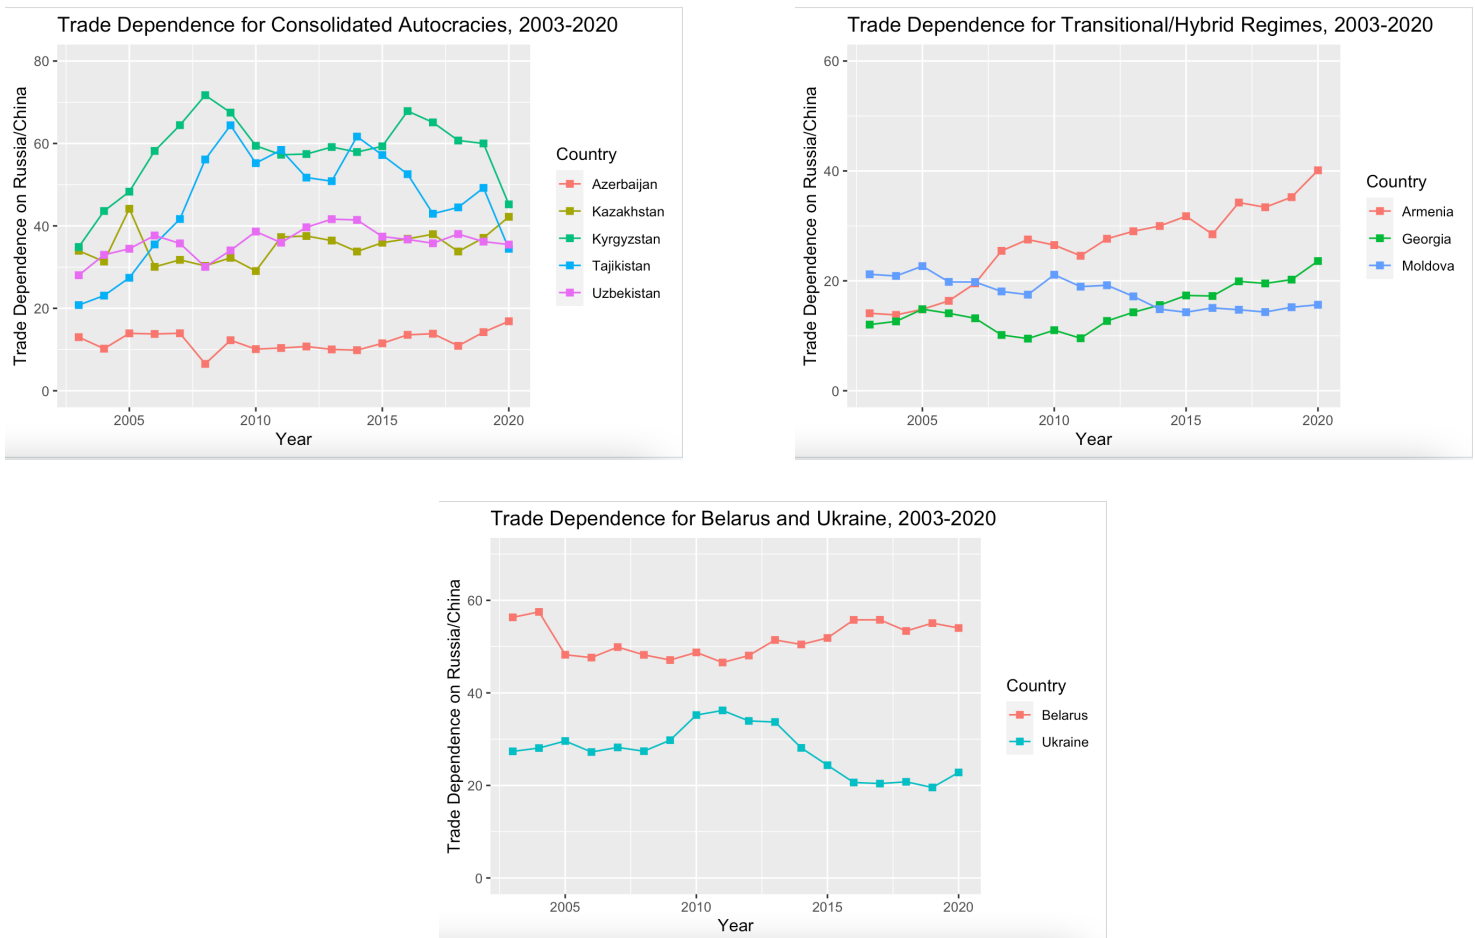 Trade Dependence for Consolidated Autocracies, 2003-2020
Trade Dependence on Russia/China
80
60
40
20
0
2005
2010
2015
2020
Year
Country
Azerbaijan
Kazakhstan
Kyrgyzstan
Tajikistan
Uzbekistan
Trade Dependence for Transitional/Hybrid Regimes, 2003-2020
Trade Dependence on Russia/China
60
40
20
0
2005
2010
2015
2020
Year
Country
Armenia
Georgia
Moldova
Trade Dependence for Belarus and Ukraine, 2003-2020
Trade Dependence on Russia/China
60
40
20
0
2005
2010
2015
2020
Year
Country
Belarus
Ukraine